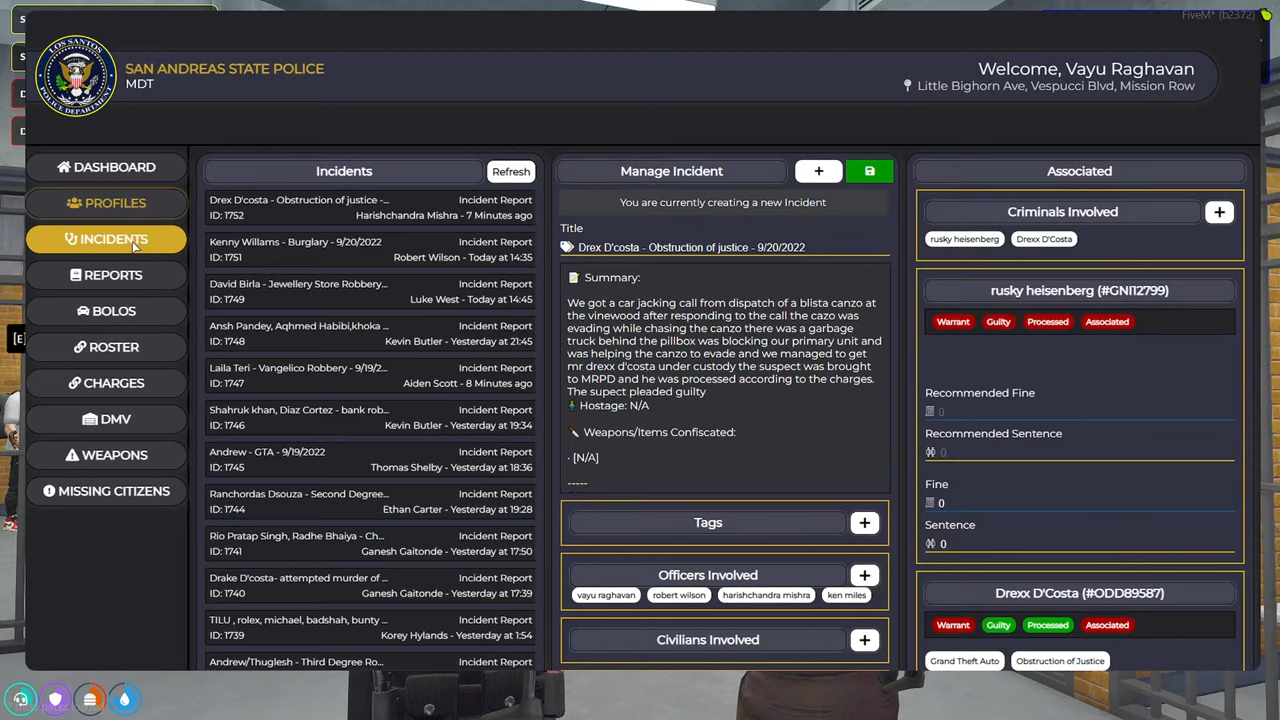 FiveM* (b2372)
LOS SANTOS
POLICE DEPARTMENT
SAN ANDREAS STATE POLICE
MDT
Welcome, Vayu Raghavan
Little Bighorn Ave, Vespucci Blvd, Mission Row
DASHBOARD
PROFILES
INCIDENTS
REPORTS
BOLOS
ROSTER
CHARGES
DMV
WEAPONS
MISSING CITIZENS
[E]
Incidents
Refresh
Drex D'costa - Obstruction of justice -... Incident Report
ID: 1752 Harishchandra Mishra - 7 Minutes ago
Kenny Willams - Burglary - 9/20/2022 Incident Report
ID: 1751 Robert Wilson - Today at 14:35
David Birla - Jewellery Store Robbery... Incident Report
ID: 1749 Luke West - Today at 14:45
Ansh Pandey, Aqhmed Habibi,khoka ... Incident Report
ID: 1748 Kevin Butler - Yesterday at 21:45
Laila Teri - Vangelico Robbery - 9/19/2... Incident Report
ID: 1747 Aiden Scott - 8 Minutes ago
Shahruk khan, Diaz Cortez - bank rob... Incident Report
ID: 1746 Kevin Butler - Yesterday at 19:34
Andrew - GTA - 9/19/2022 Incident Report
ID: 1745 Thomas Shelby - Yesterday at 18:36
Ranchordas Dsouza - Second Degree... Incident Report
ID: 1744 Ethan Carter - Yesterday at 19:28
Rio Pratap Singh, Radhe Bhaiya - Ch... Incident Report
ID: 1741 Ganesh Gaitonde - Yesterday at 17:50
Drake D'costa- attempted murder of ... Incident Report
ID: 1740 Ganesh Gaitonde - Yesterday at 17:39
TILU , rolex, michael, badshah, bunty ... Incident Report
ID: 1739 Korey Hylands - Yesterday at 1:54
Andrew/Thuglesh - Third Degree Ro... Incident Report
Manage Incident
You are currently creating a new Incident
Title
Drex D'costa - Obstruction of justice - 9/20/2022
Summary:
We got a car jacking call from dispatch of a blista canzo at
the vinewood after responding to the call the cazo was
evading while chasing the canzo there was a garbage
truck behind the pillbox was blocking our primary unit and
was helping the canzo to evade and we managed to get
mr drexx d'costa under custody the suspect was brought
to MRPD and he was processed according to the charges.
The supect pleaded guilty
Hostage: N/A
Weapons/Items Confiscated:
· [N/A]
-----
Tags
Officers Involved
vayu raghavan robert wilson harishchandra mishra ken miles
Civilians Involved
Associated
Criminals Involved
rusky heisenberg Drexx D'Costa
rusky heisenberg (#GNI12799)
Warrant Guilty Processed Associated
Recommended Fine
0
Recommended Sentence
0
Fine
0
Sentence
0
Drexx D'Costa (#ODD89587)
Warrant Guilty Processed Associated
Grand Theft Auto Obstruction of Justice